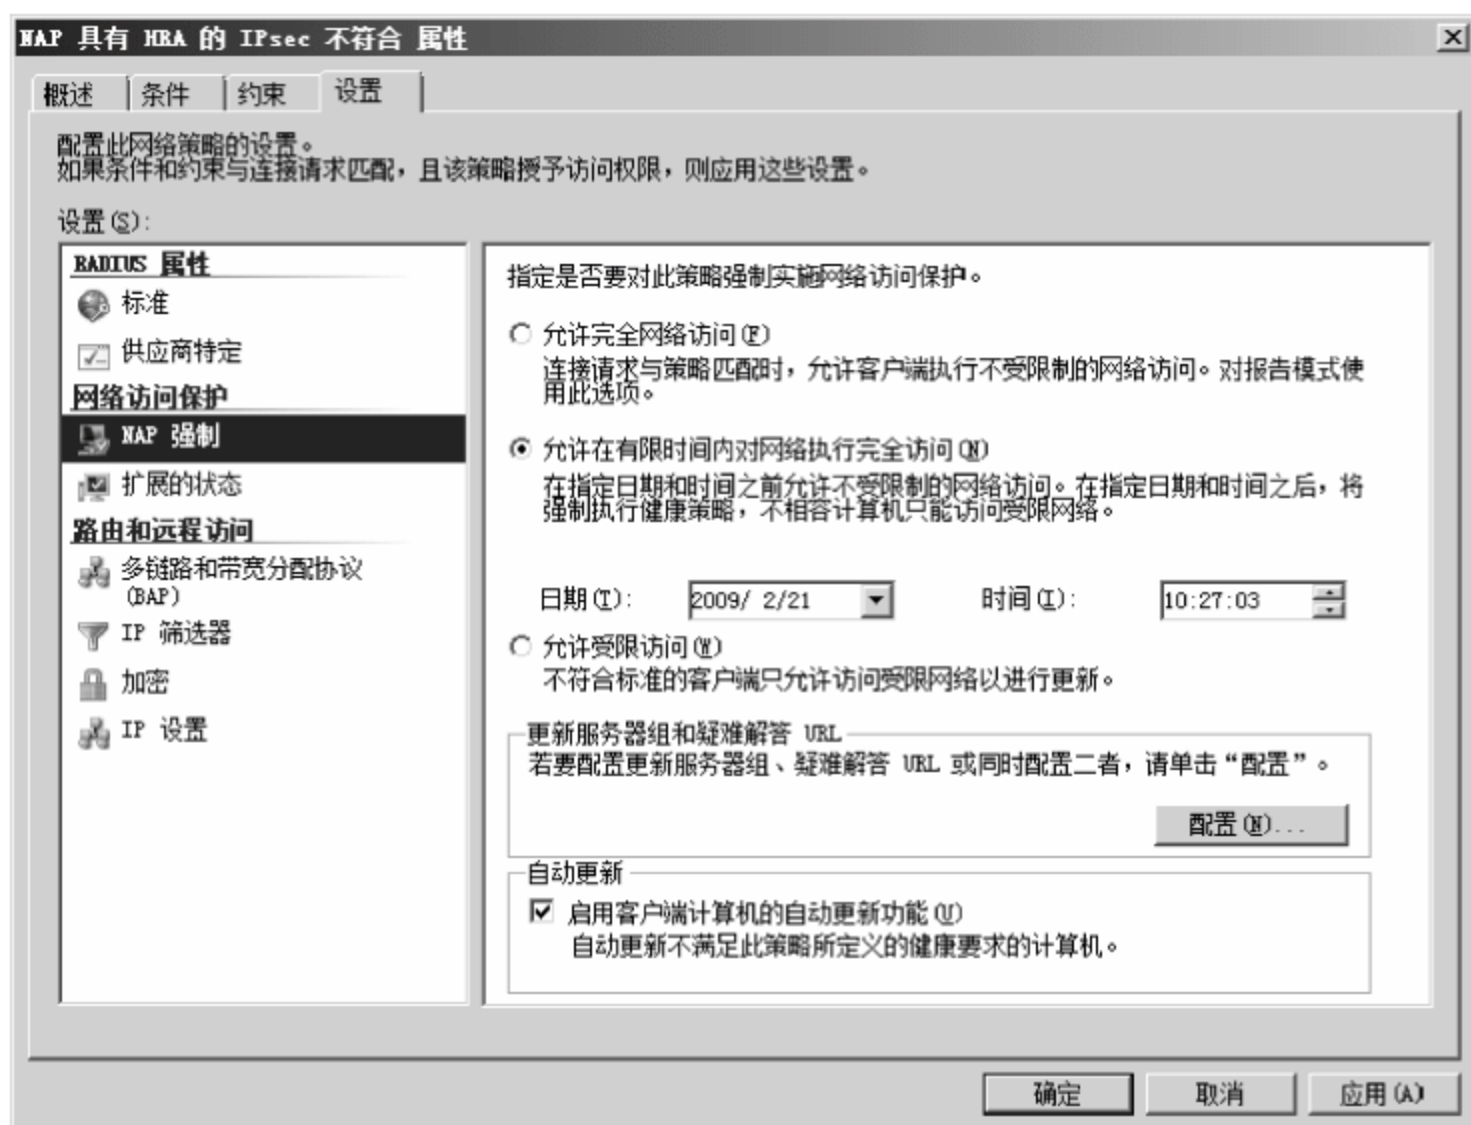 NAP 具有 HRA 的 IPsec 不符合 属性
概述 条件 约束 设置
配置此网络策略的设置。
如果条件和约束与连接请求匹配，且该策略授予访问权限，则应用这些设置。
设置(S):
RADIUS 属性
标准
供应商特定
网络访问保护
NAP 强制
扩展的状态
路由和远程访问
多链路和带宽分配协议
(BAP)
IP 筛选器
加密
IP 设置
指定是否要对此策略强制实施网络访问保护。
允许完全网络访问(F)
连接请求与策略匹配时，允许客户端执行不受限制的网络访问。对报告模式使
用此选项。
允许在有限时间内对网络执行完全访问(N)
在指定日期和时间之前允许不受限制的网络访问。在指定日期和时间之后，将
强制执行健康策略，不相容计算机只能访问受限网络。
日期(T): 2009/ 2/21 时间(I): 10:27:03
允许受限访问(W)
不符合标准的客户端只允许访问受限网络以进行更新。
更新服务器组和疑难解答 URL
若要配置更新服务器组、疑难解答 URL 或同时配置二者，请单击“配置”。
配置(N)...
自动更新
启用客户端计算机的自动更新功能(U)
自动更新不满足此策略所定义的健康要求的计算机。
确定 取消 应用(A)